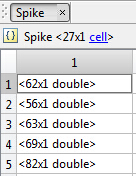 Spike
{} Spike <27x1 cell>
1
1 <62x1 double>
2 <56x1 double>
3 <63x1 double>
4 <69x1 double>
5 <82x1 double>